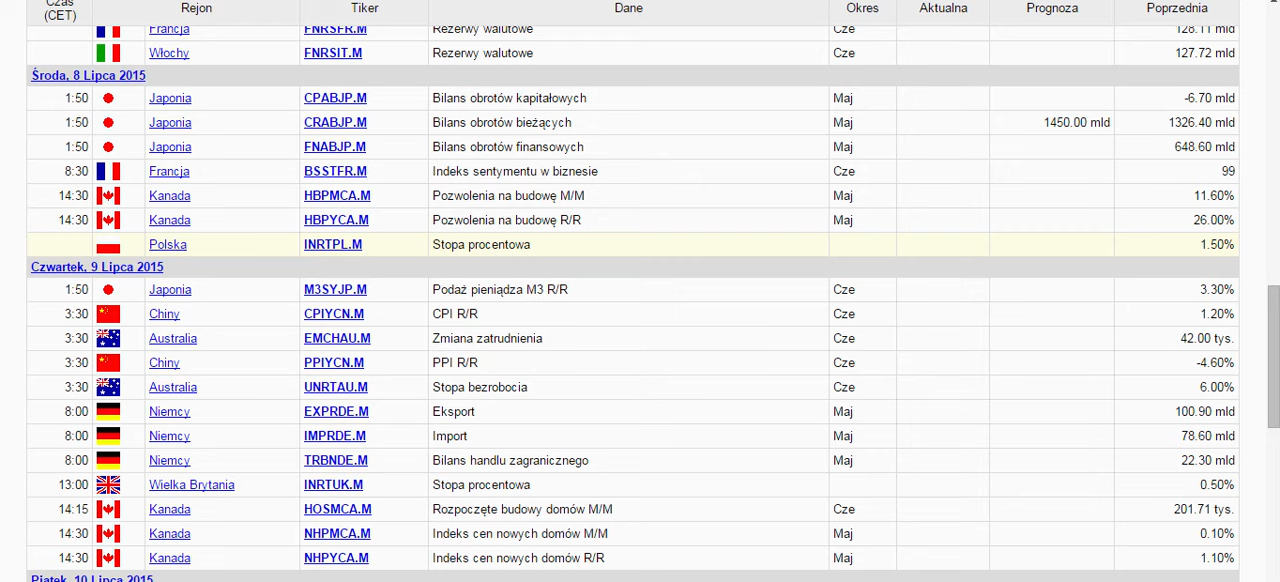 Czas
(CET) Rejon Tiker Dane Okres Aktualna Prognoza Poprzednia
Francja FNRSFR.M Rezerwy walutowe Cze 128.11 mld
Włochy FNRSIT.M Rezerwy walutowe Cze 127.72 mld
Środa, 8 Lipca 2015
1:50 Japonia CPABJP.M Bilans obrotów kapitałowych Maj -6.70 mld
1:50 Japonia CRABJP.M Bilans obrotów bieżących Maj 1450.00 mld 1326.40 mld
1:50 Japonia FNABJP.M Bilans obrotów finansowych Maj 648.60 mld
8:30 Francja BSSTFR.M Indeks sentymentu w biznesie Cze 99
14:30 Kanada HBPMCA.M Pozwolenia na budowę M/M Maj 11.60%
14:30 Kanada HBPYCA.M Pozwolenia na budowę R/R Maj 26.00%
Polska INRTPL.M Stopa procentowa 1.50%
Czwartek, 9 Lipca 2015
1:50 Japonia M3SYJP.M Podaż pieniądza M3 R/R Cze 3.30%
3:30 Chiny CPIYCN.M CPI R/R Cze 1.20%
3:30 Australia EMCHAU.M Zmiana zatrudnienia Cze 42.00 tys.
3:30 Chiny PPIYCN.M PPI R/R Cze -4.60%
3:30 Australia UNRTAU.M Stopa bezrobocia Cze 6.00%
8:00 Niemcy EXPRDE.M Eksport Maj 100.90 mld
8:00 Niemcy IMPRDE.M Import Maj 78.60 mld
8:00 Niemcy TRBNDE.M Bilans handlu zagranicznego Maj 22.30 mld
13:00 Wielka Brytania INRTUK.M Stopa procentowa 0.50%
14:15 Kanada HOSMCA.M Rozpoczęte budowy domów M/M Cze 201.71 tys.
14:30 Kanada NHPMCA.M Indeks cen nowych domów M/M Maj 0.10%
14:30 Kanada NHPYCA.M Indeks cen nowych domów R/R Maj 1.10%
Piątek, 10 Lipca 2015